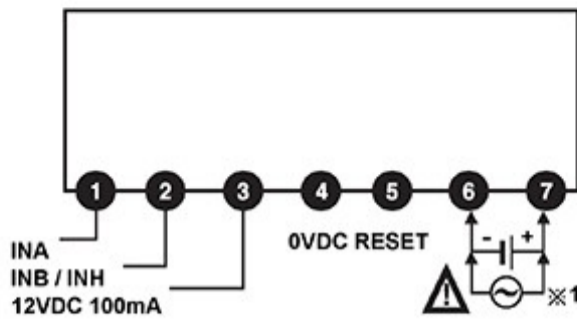 1 2 3 4 5 6 7
INA
INB / INH
12VDC 100mA
0VDC RESET
- +
※1